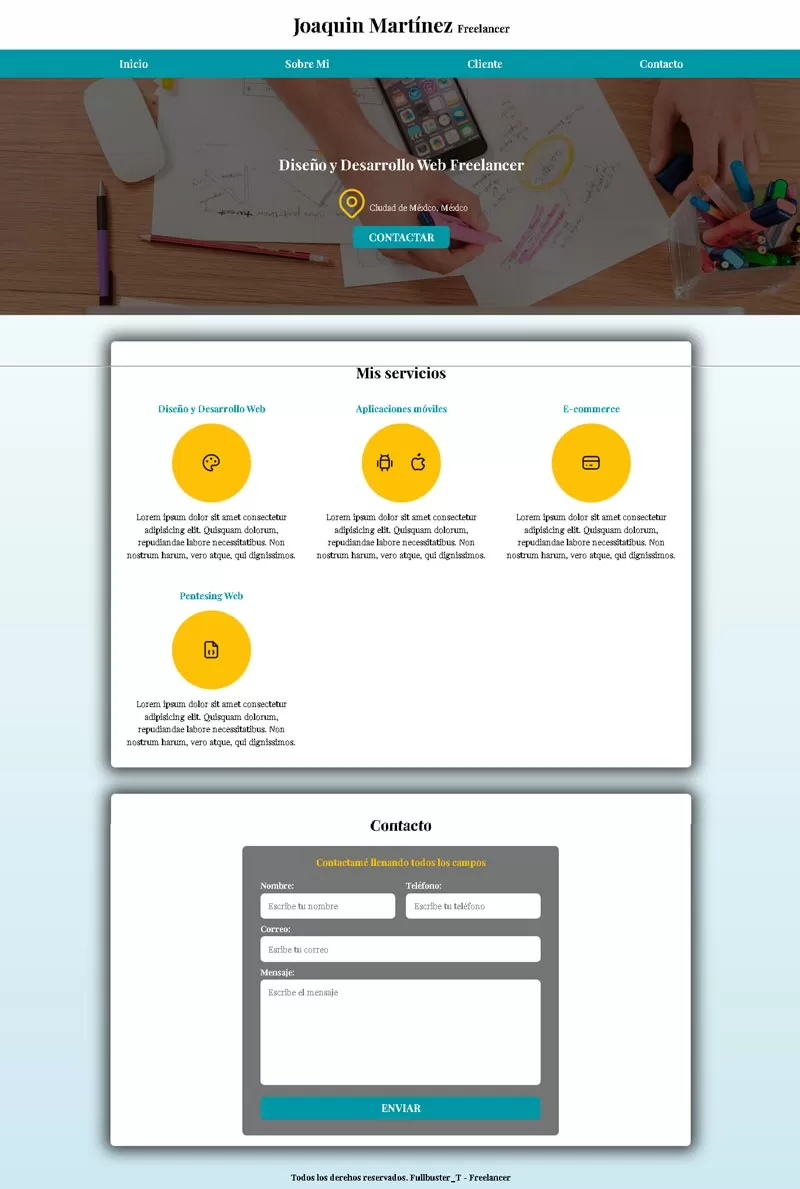 Joaquin Martínez Freelancer
Inicio Sobre Mi Cliente Contacto
Diseño y Desarrollo Web Freelancer
Ciudad de México, México
CONTACTAR
Mis servicios
Diseño y Desarrollo Web
Lorem ipsum dolor sit amet consectetur
adipisicing elit. Quisquam dolorum,
repudiandae labore necessitatibus. Non
nostrum harum, vero atque, qui dignissimos.
Aplicaciones móviles
Lorem ipsum dolor sit amet consectetur
adipisicing elit. Quisquam dolorum,
repudiandae labore necessitatibus. Non
nostrum harum, vero atque, qui dignissimos.
E-commerce
Lorem ipsum dolor sit amet consectetur
adipisicing elit. Quisquam dolorum,
repudiandae labore necessitatibus. Non
nostrum harum, vero atque, qui dignissimos.
Pentesing Web
Lorem ipsum dolor sit amet consectetur
adipisicing elit. Quisquam dolorum,
repudiandae labore necessitatibus. Non
nostrum harum, vero atque, qui dignissimos.
Contacto
Contactamé llenando todos los campos
Nombre:
Escribe tu nombre
Teléfono:
Escribe tu teléfono
Correo:
Esribe tu correo
Mensaje:
Escribe el mensaje
ENVIAR
Todos los derehos reservados. Fullbuster_T - Freelancer